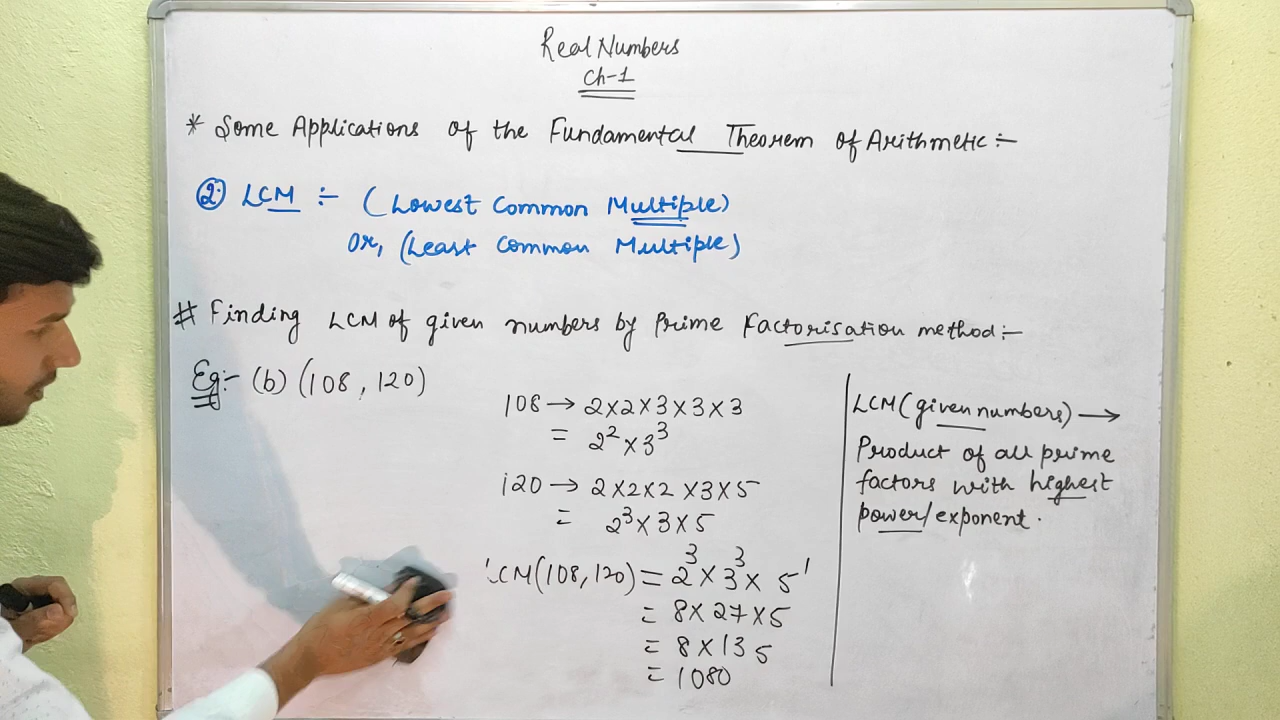 Real Numbers
Ch-1
* Some Applications of the Fundamental Theorem of Arithmetic :-
2. LCM :- (Lowest Common Multiple)
Or, (Least Common Multiple)
# Finding LCM of given numbers by Prime Factorisation method :-
Eg:- (b) (108, 120)
108 → 2×2×3×3×3
= 2² × 3³
120 → 2×2×2×3×5
= 2³×3×5
LCM(108, 120) = 2³ × 3³ × 5¹
= 8×27×5
= 8×135
= 1080
LCM (given numbers) →
Product of all prime
factors with highest
power/exponent.